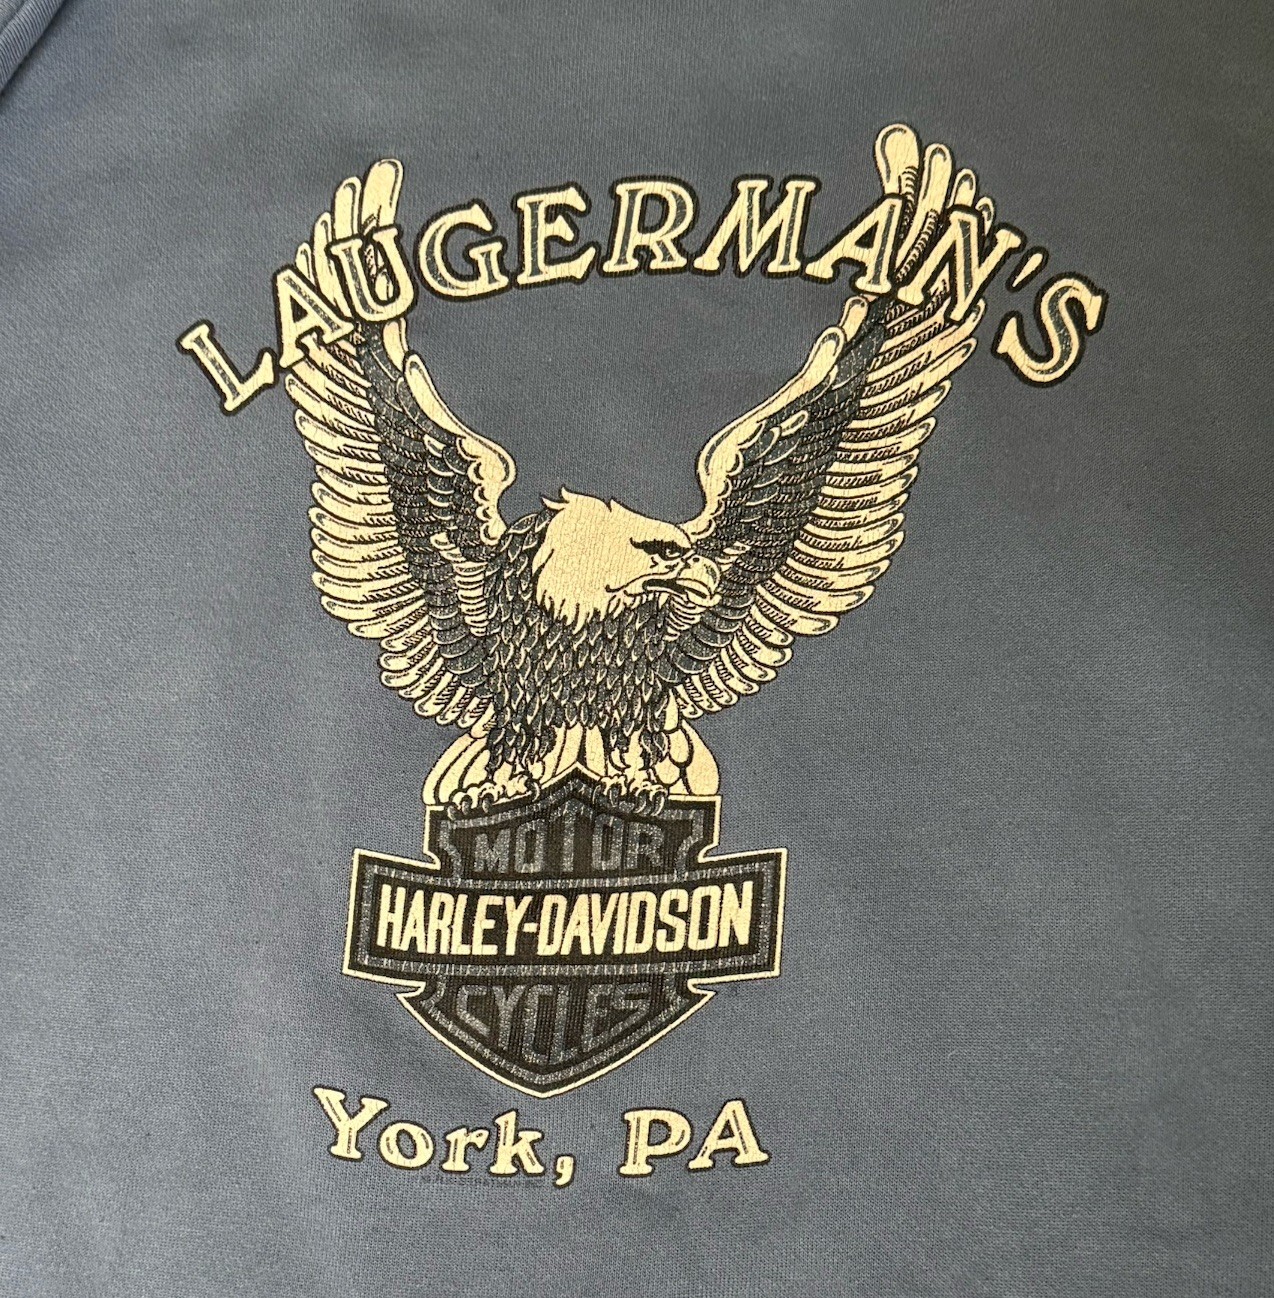 LAUGERMAN'S
MOTOR
HARLEY-DAVIDSON
CYCLES
York, PA